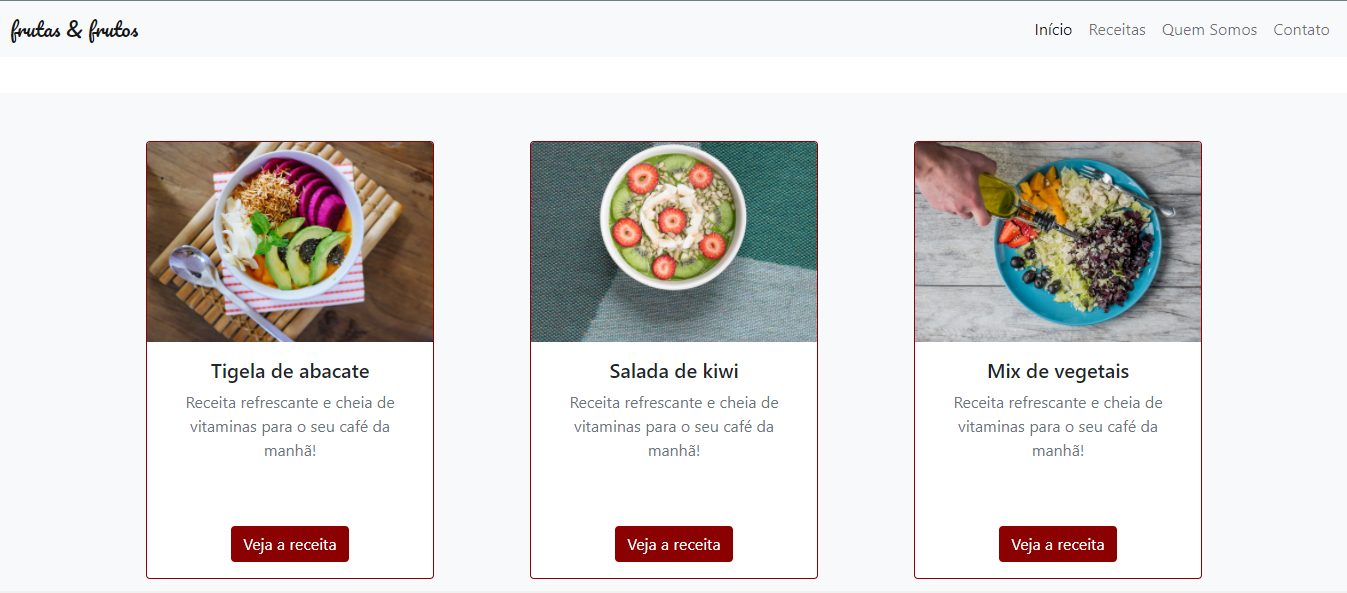 frutas & frutos
Início Receitas Quem Somos Contato
Tigela de abacate
Receita refrescante e cheia de
vitaminas para o seu café da
manhã!
Veja a receita
Salada de kiwi
Receita refrescante e cheia de
vitaminas para o seu café da
manhã!
Veja a receita
Mix de vegetais
Receita refrescante e cheia de
vitaminas para o seu café da
manhã!
Veja a receita